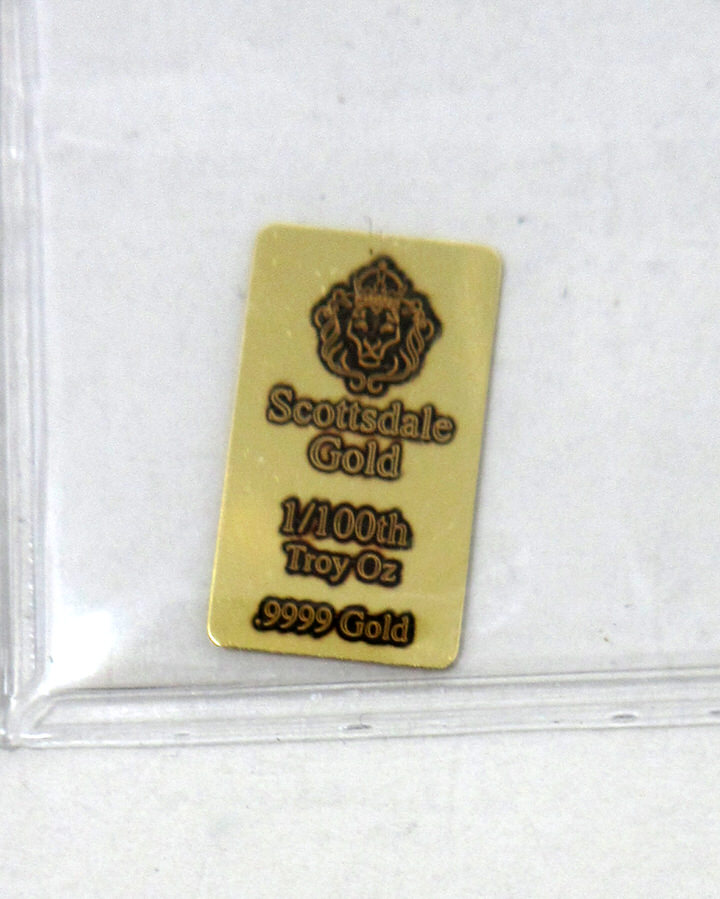 Scottsdale
Gold
1/100th
Troy Oz
.9999 Gold